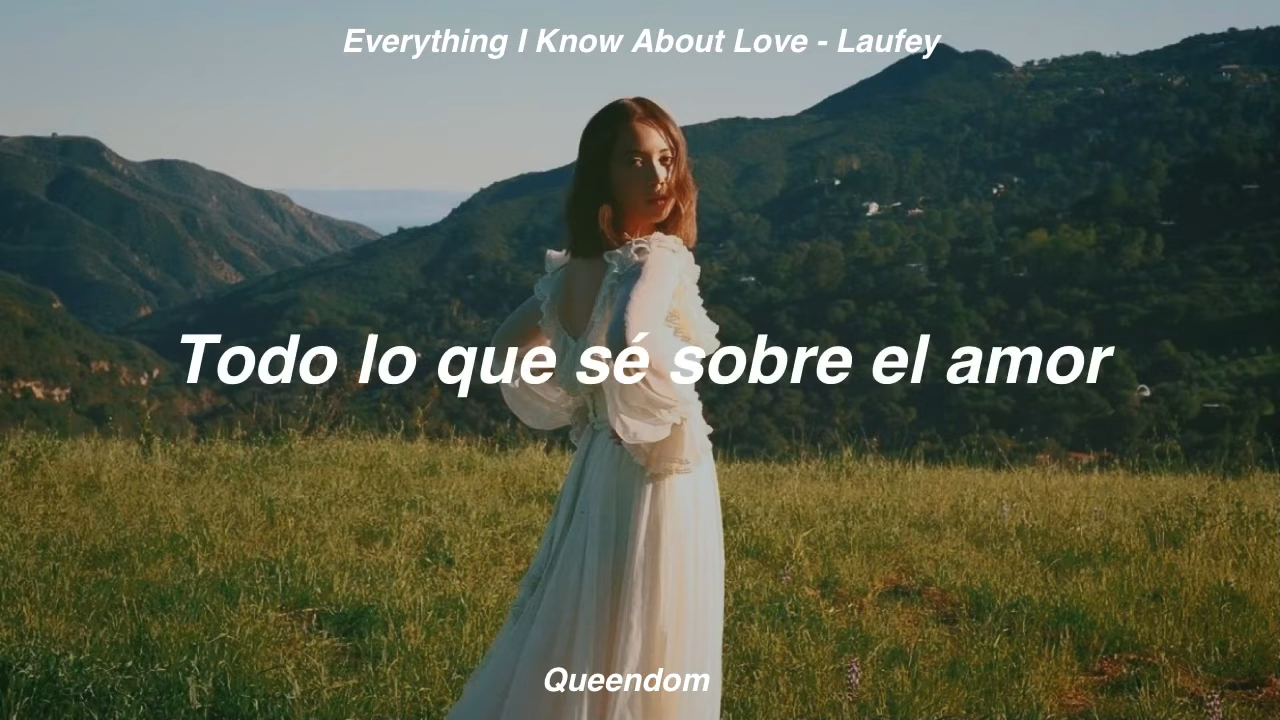 Everything I Know About Love - Laufey
Todo lo que sé sobre el amor
Queendom